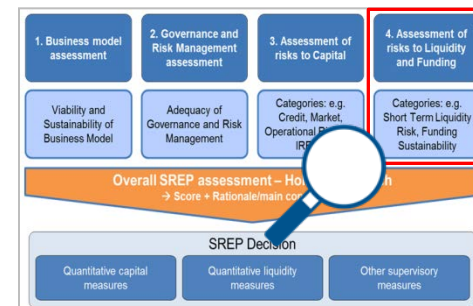 1. Business model
assessment
2. Governance and
Risk Management
assessment
3. Assessment of
risks to Capital
4. Assessment of
risks to Liquidity
and Funding
Viability and
Sustainability of
Business Model
Adequacy of
Governance and Risk
Management
Categories: e.g.
Credit, Market,
Operational
Categories: e.g.
Short Term Liquidity
Risk, Funding
Sustainability
Overall SREP assessment –
→ Score + Rationale/main
SREP Decision
Quantitative capital
measures
Quantitative liquidity
measures
Other supervisory
measures